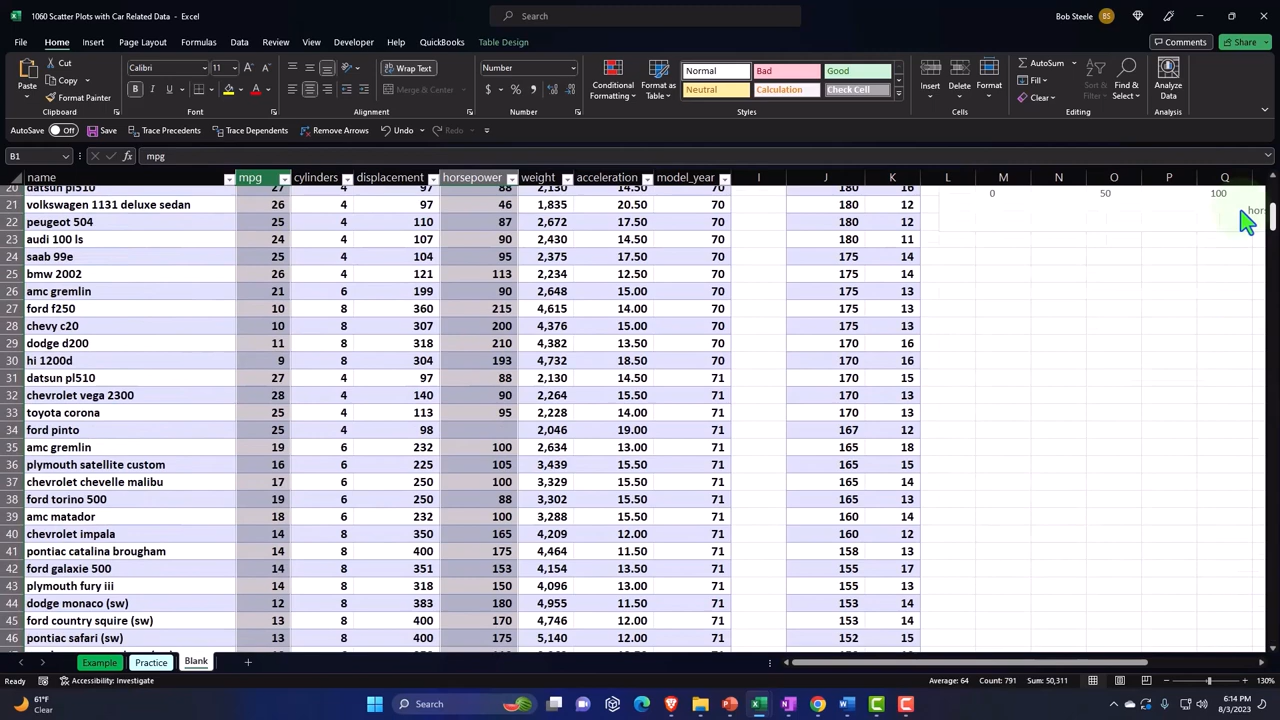 1060 Scatter Plots with Car Related Data - Excel
Search
Bob Steele BS
File Home Insert Page Layout Formulas Data Review View Developer Help QuickBooks Table Design Comments Share
Paste Cut Copy Format Painter Clipboard
Calibri 11 B I U Font
Wrap Text Merge & Center Alignment
Number $ % Number
Conditional Formatting Format as Table
Normal Bad Good
Neutral Calculation Check Cell
Styles
Insert Delete Format Cells
AutoSum Fill Clear Sort & Filter Find & Select Editing
Analyze Data Analysis
AutoSave Off Save Trace Precedents Trace Dependents Remove Arrows Undo Redo
B1 fx mpg
name mpg cylinders displacement horsepower weight acceleration model_year I J K L M N O P Q
20 datsun pl510 27 4 97 88 2,130 14.50 70 180 16 0 50 100
21 volkswagen 1131 deluxe sedan 26 4 97 46 1,835 20.50 70 180 12 hor
22 peugeot 504 25 4 110 87 2,672 17.50 70 180 12
23 audi 100 ls 24 4 107 90 2,430 14.50 70 180 11
24 saab 99e 25 4 104 95 2,375 17.50 70 175 14
25 bmw 2002 26 4 121 113 2,234 12.50 70 175 14
26 amc gremlin 21 6 199 90 2,648 15.00 70 175 13
27 ford f250 10 8 360 215 4,615 14.00 70 175 13
28 chevy c20 10 8 307 200 4,376 15.00 70 175 13
29 dodge d200 11 8 318 210 4,382 13.50 70 170 16
30 hi 1200d 9 8 304 193 4,732 18.50 70 170 16
31 datsun pl510 27 4 97 88 2,130 14.50 71 170 15
32 chevrolet vega 2300 28 4 140 90 2,264 15.50 71 170 13
33 toyota corona 25 4 113 95 2,228 14.00 71 170 13
34 ford pinto 25 4 98 2,046 19.00 71 167 12
35 amc gremlin 19 6 232 100 2,634 13.00 71 165 18
36 plymouth satellite custom 16 6 225 105 3,439 15.50 71 165 15
37 chevrolet chevelle malibu 17 6 250 100 3,329 15.50 71 165 14
38 ford torino 500 19 6 250 88 3,302 15.50 71 165 13
39 amc matador 18 6 232 100 3,288 15.50 71 160 14
40 chevrolet impala 14 8 350 165 4,209 12.00 71 160 12
41 pontiac catalina brougham 14 8 400 175 4,464 11.50 71 158 13
42 ford galaxie 500 14 8 351 153 4,154 13.50 71 155 17
43 plymouth fury iii 14 8 318 150 4,096 13.00 71 155 13
44 dodge monaco (sw) 12 8 383 180 4,955 11.50 71 153 14
45 ford country squire (sw) 13 8 400 170 4,746 12.00 71 153 14
46 pontiac safari (sw) 13 8 400 175 5,140 12.00 71 152 15
Example Practice Blank
Ready Accessibility: Investigate Average: 64 Count: 791 Sum: 50,311 130%
61°F
Clear
Search
6:14 PM
8/3/2023